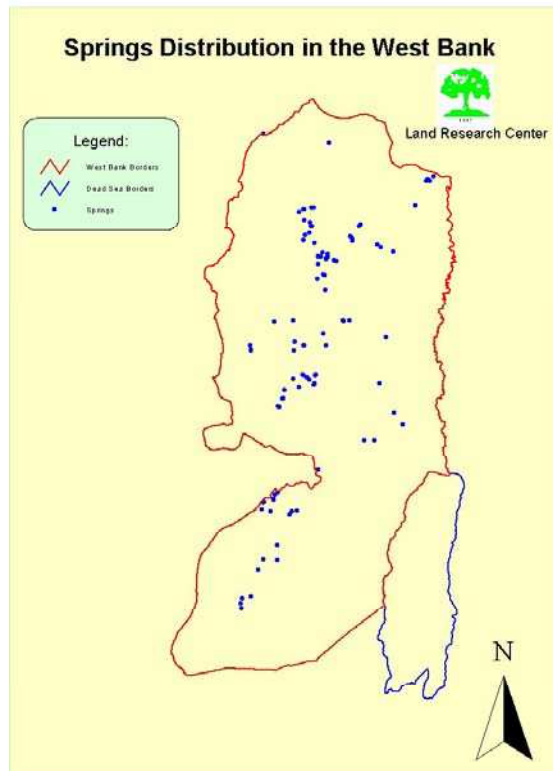 Springs Distribution in the West Bank
Land Research Center
Legend:
West Bank Borders
Dead Sea Borders
Springs
N